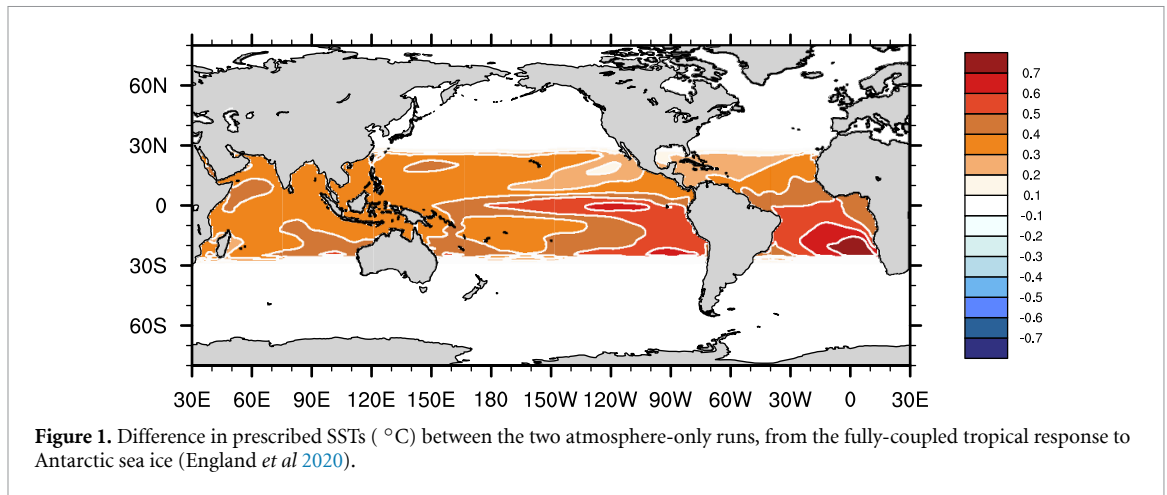 60N
30N
0
30S
60S
30E 60E 90E 120E 150E 180 150W 120W 90W 60W 30W 0 30E
0.7
0.6
0.5
0.4
0.3
0.2
0.1
-0.1
-0.2
-0.3
-0.4
-0.5
-0.6
-0.7
Figure 1. Difference in prescribed SSTs ( °C) between the two atmosphere-only runs, from the fully-coupled tropical response to
Antarctic sea ice (England et al 2020).